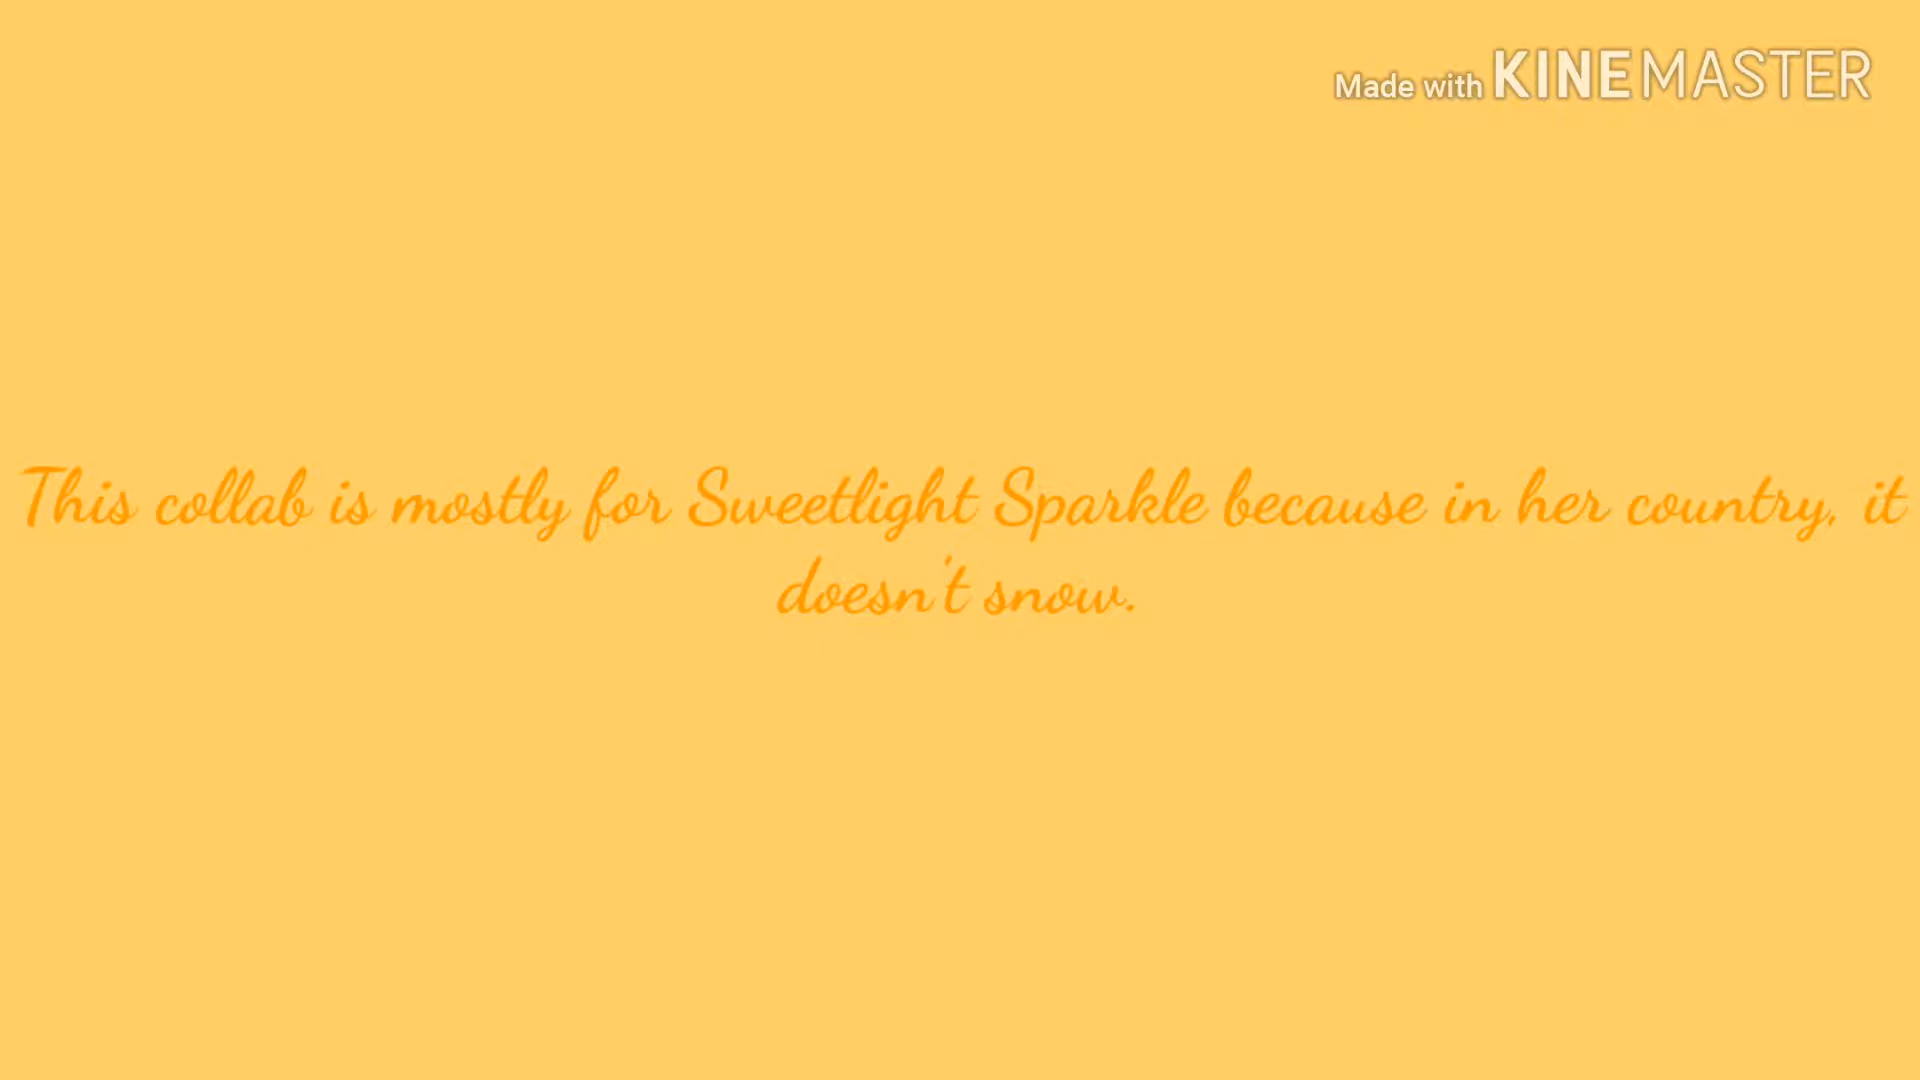 Made with KINEMASTER
This collab is mostly for Sweetlight Sparkle because in her country, it
doesn't snow.